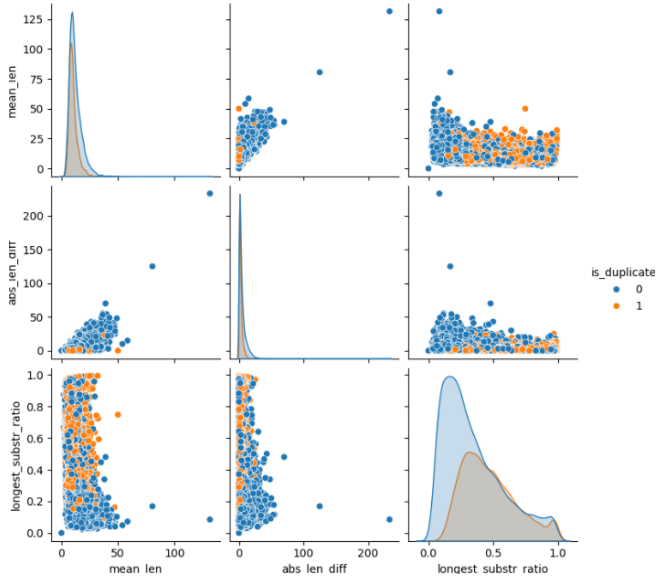 mean_len
125
100
75
50
25
0
abs_len_diff
200
150
100
50
0
is_duplicate
0
1
longest_substr_ratio
1.0
0.8
0.6
0.4
0.2
0.0
0 50 100
mean_len
0 100 200
abs_len_diff
0.0 0.5 1.0
longest_substr_ratio